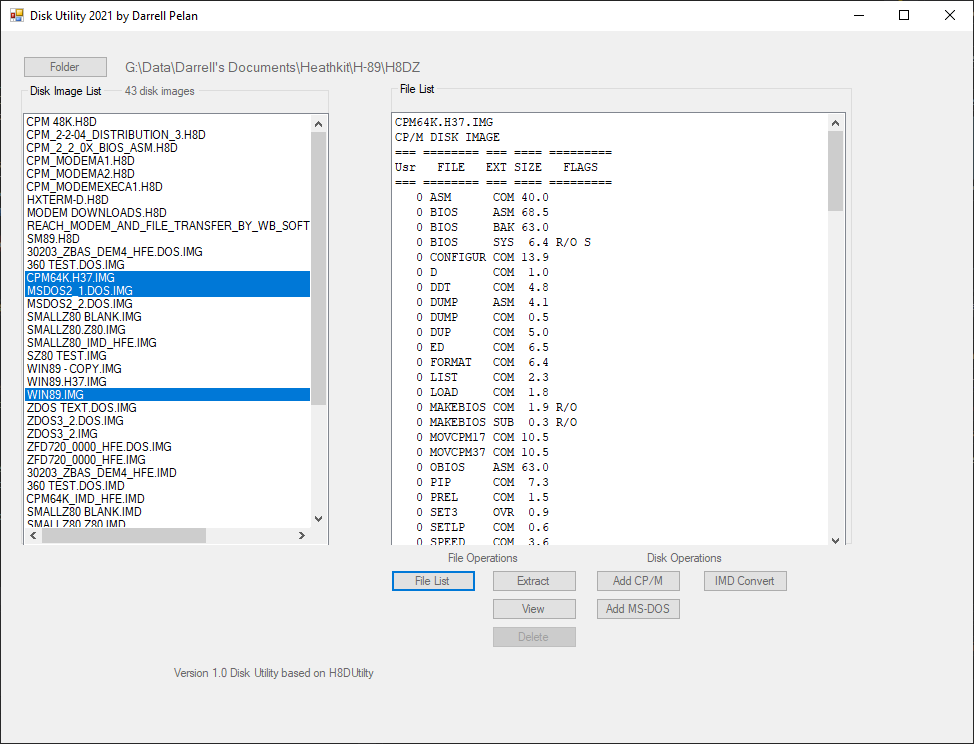 Disk Utility 2021 by Darrell Pelan
Folder G:\Data\Darrell's Documents\Heathkit\H-89\H8DZ
Disk Image List 43 disk images
CPM 48K.H8D
CPM_2-2-04_DISTRIBUTION_3.H8D
CPM_2_2_0X_BIOS_ASM.H8D
CPM_MODEMA1.H8D
CPM_MODEMA2.H8D
CPM_MODEMEXECA1.H8D
HXTERM-D.H8D
MODEM DOWNLOADS.H8D
REACH_MODEM_AND_FILE_TRANSFER_BY_WB_SOFT
SM89.H8D
30203_ZBAS_DEM4_HFE.DOS.IMG
360 TEST.DOS.IMG
CPM64K.H37.IMG
MSDOS2_1.DOS.IMG
MSDOS2_2.DOS.IMG
SMALLZ80 BLANK.IMG
SMALLZ80.Z80.IMG
SMALLZ80_IMD_HFE.IMG
SZ80 TEST.IMG
WIN89 - COPY.IMG
WIN89.H37.IMG
WIN89.IMG
ZDOS TEXT.DOS.IMG
ZDOS3_2.DOS.IMG
ZDOS3_2.IMG
ZFD720_0000_HFE.DOS.IMG
ZFD720_0000_HFE.IMG
30203_ZBAS_DEM4_HFE.IMD
360 TEST.DOS.IMD
CPM64K_IMD_HFE.IMD
SMALLZ80 BLANK.IMD
SMALLZ80.Z80.IMD
File List
CPM64K.H37.IMG
CP/M DISK IMAGE
=== ======== === ==== =========
Usr FILE EXT SIZE FLAGS
=== ======== === ==== =========
0 ASM COM 40.0
0 BIOS ASM 68.5
0 BIOS BAK 63.0
0 BIOS SYS 6.4 R/O S
0 CONFIGUR COM 13.9
0 D COM 1.0
0 DDT COM 4.8
0 DUMP ASM 4.1
0 DUMP COM 0.5
0 DUP COM 5.0
0 ED COM 6.5
0 FORMAT COM 6.4
0 LIST COM 2.3
0 LOAD COM 1.8
0 MAKEBIOS COM 1.9 R/O
0 MAKEBIOS SUB 0.3 R/O
0 MOVCPM17 COM 10.5
0 MOVCPM37 COM 10.5
0 OBIOS ASM 63.0
0 PIP COM 7.3
0 PREL COM 1.5
0 SET3 OVR 0.9
0 SETLP COM 0.6
0 SPEED COM 3.6
File Operations Disk Operations
File List Extract Add CP/M IMD Convert
View Add MS-DOS
Delete
Version 1.0 Disk Utility based on H8DUtilty